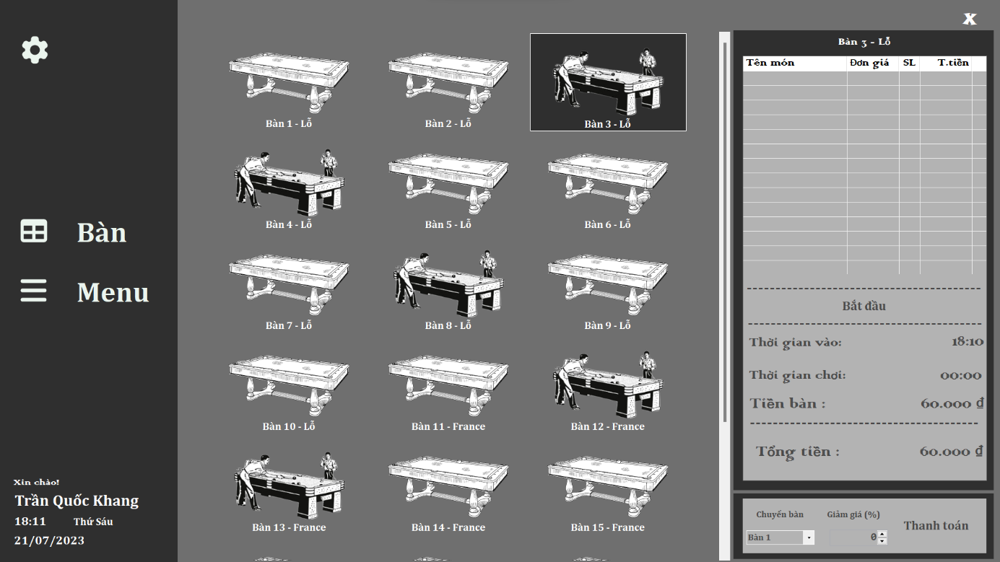 X
Bàn
Menu
Xin chào!
Trần Quốc Khang
18:11 Thứ Sáu
21/07/2023
Bàn 1 - Lỗ
Bàn 2 - Lỗ
Bàn 3 - Lỗ
Bàn 4 - Lỗ
Bàn 5 - Lỗ
Bàn 6 - Lỗ
Bàn 7 - Lỗ
Bàn 8 - Lỗ
Bàn 9 - Lỗ
Bàn 10 - Lỗ
Bàn 11 - France
Bàn 12 - France
Bàn 13 - France
Bàn 14 - France
Bàn 15 - France
Bàn 3 - Lỗ
Tên món Đơn giá SL T.tiền
Bắt đầu
Thời gian vào: 18:10
Thời gian chơi: 00:00
Tiền bàn : 60.000 ₫
Tổng tiền : 60.000 ₫
Chuyển bàn Giảm giá (%)
Bàn 1 0
Thanh toán